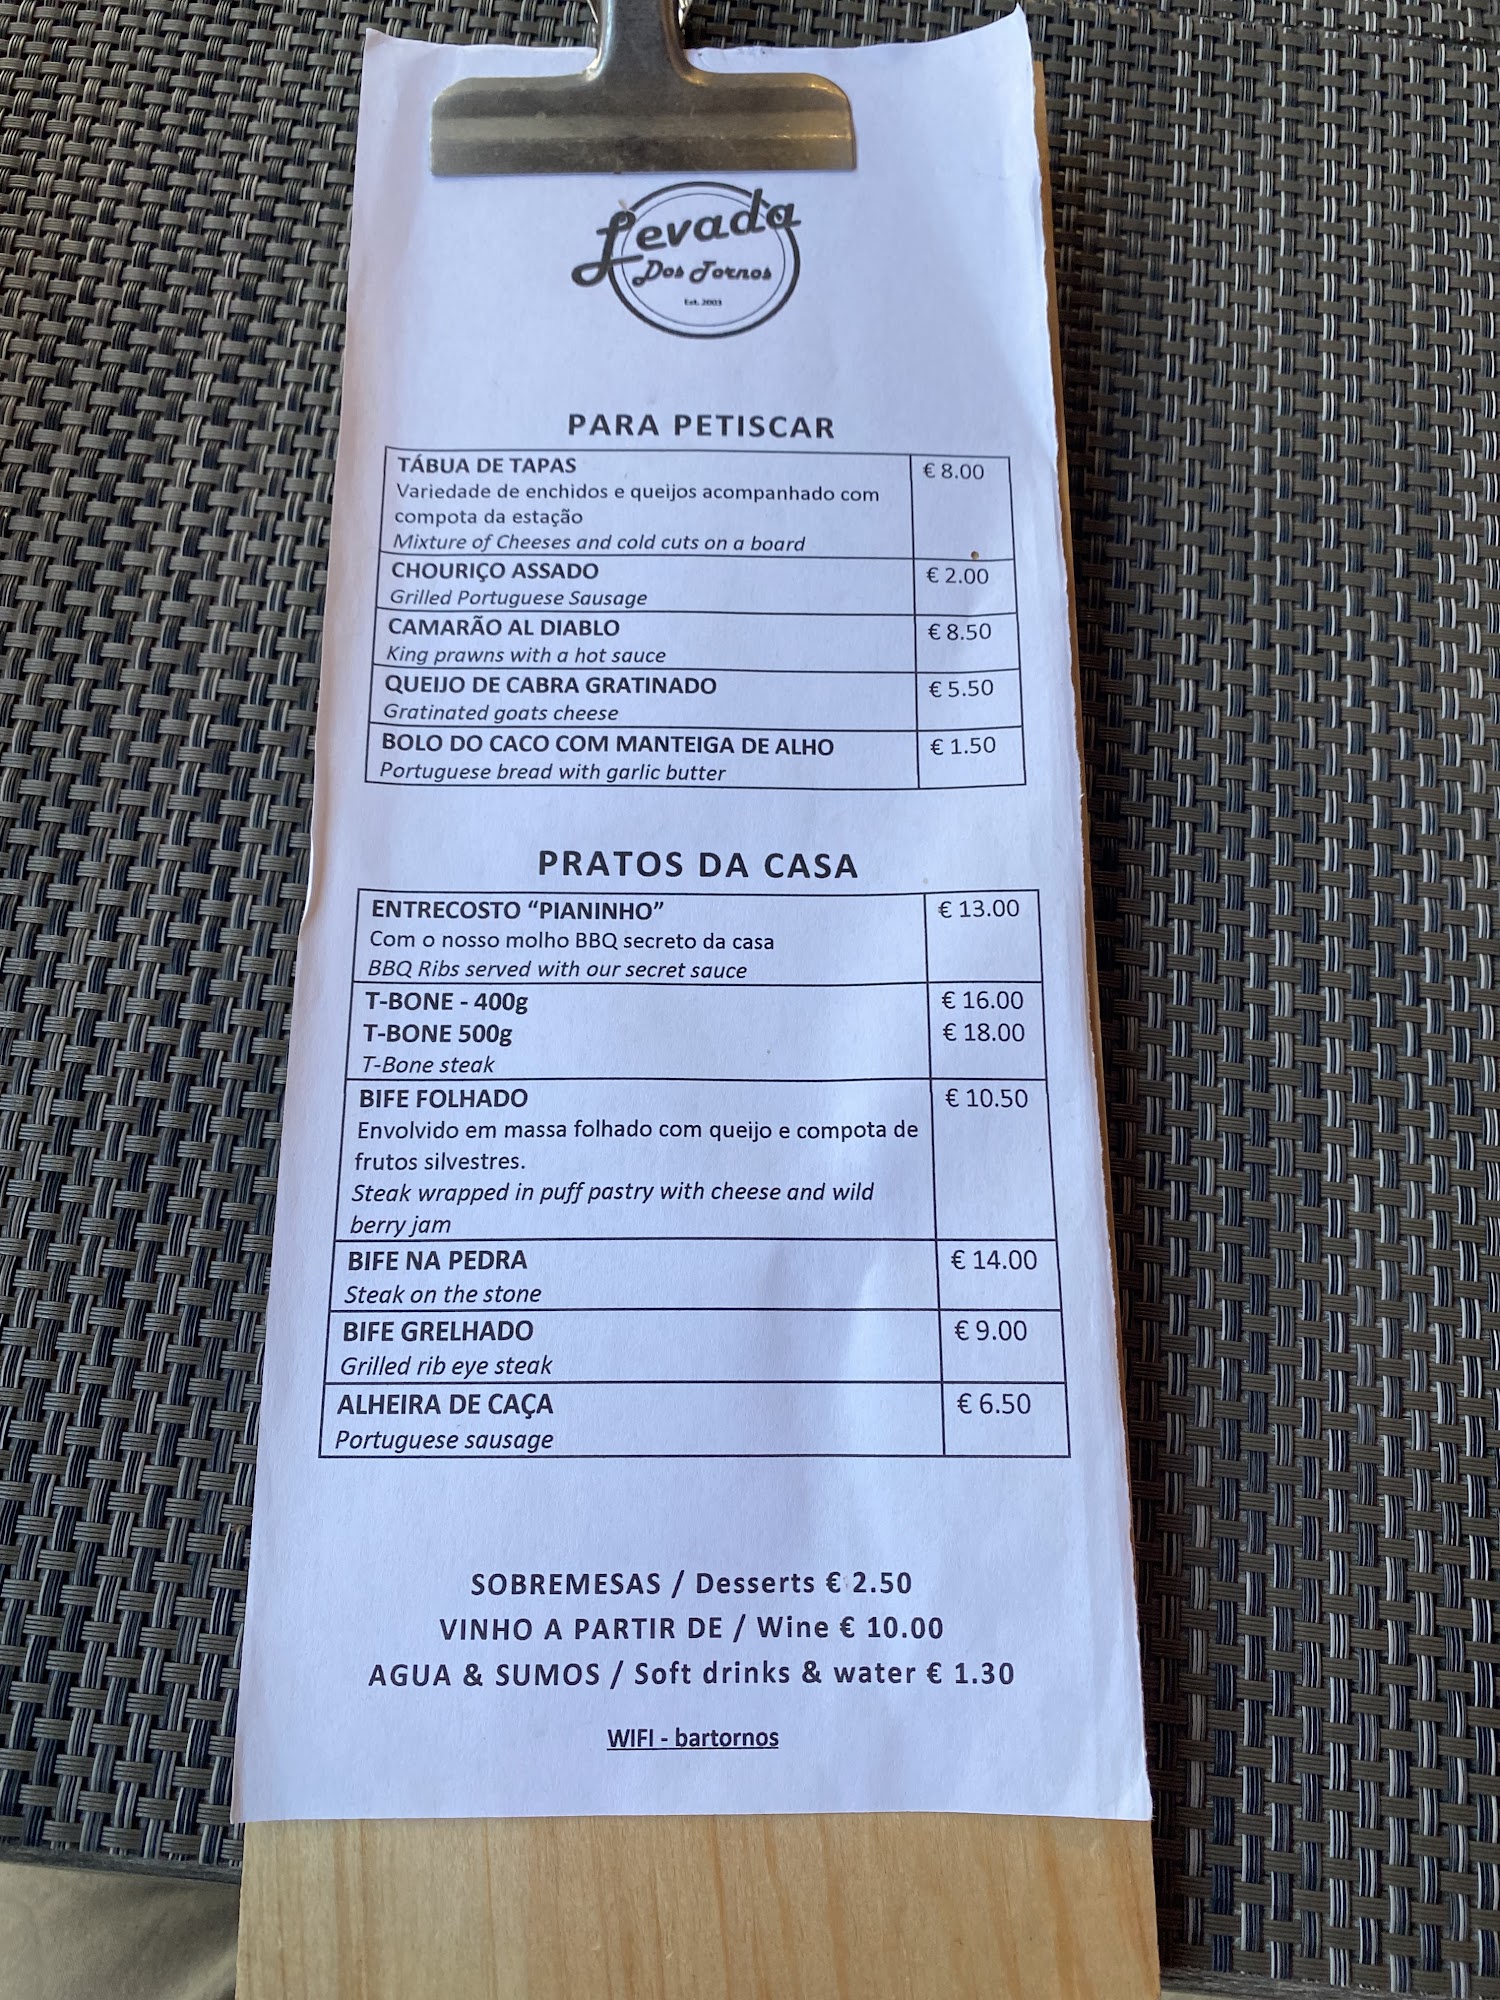 Levada
Dos Tornos
Est. 2003
PARA PETISCAR
TÁBUA DE TAPAS € 8.00
Variedade de enchidos e queijos acompanhado com
compota da estação
Mixture of Cheeses and cold cuts on a board
CHOURIÇO ASSADO € 2.00
Grilled Portuguese Sausage
CAMARÃO AL DIABLO € 8.50
King prawns with a hot sauce
QUEIJO DE CABRA GRATINADO € 5.50
Gratinated goats cheese
BOLO DO CACO COM MANTEIGA DE ALHO € 1.50
Portuguese bread with garlic butter
PRATOS DA CASA
ENTRECOSTO “PIANINHO” € 13.00
Com o nosso molho BBQ secreto da casa
BBQ Ribs served with our secret sauce
T-BONE - 400g € 16.00
T-BONE 500g € 18.00
T-Bone steak
BIFE FOLHADO € 10.50
Envolvido em massa folhado com queijo e compota de
frutos silvestres.
Steak wrapped in puff pastry with cheese and wild
berry jam
BIFE NA PEDRA € 14.00
Steak on the stone
BIFE GRELHADO € 9.00
Grilled rib eye steak
ALHEIRA DE CAÇA € 6.50
Portuguese sausage
SOBREMESAS / Desserts € 2.50
VINHO A PARTIR DE / Wine € 10.00
AGUA & SUMOS / Soft drinks & water € 1.30
WIFI - bartornos